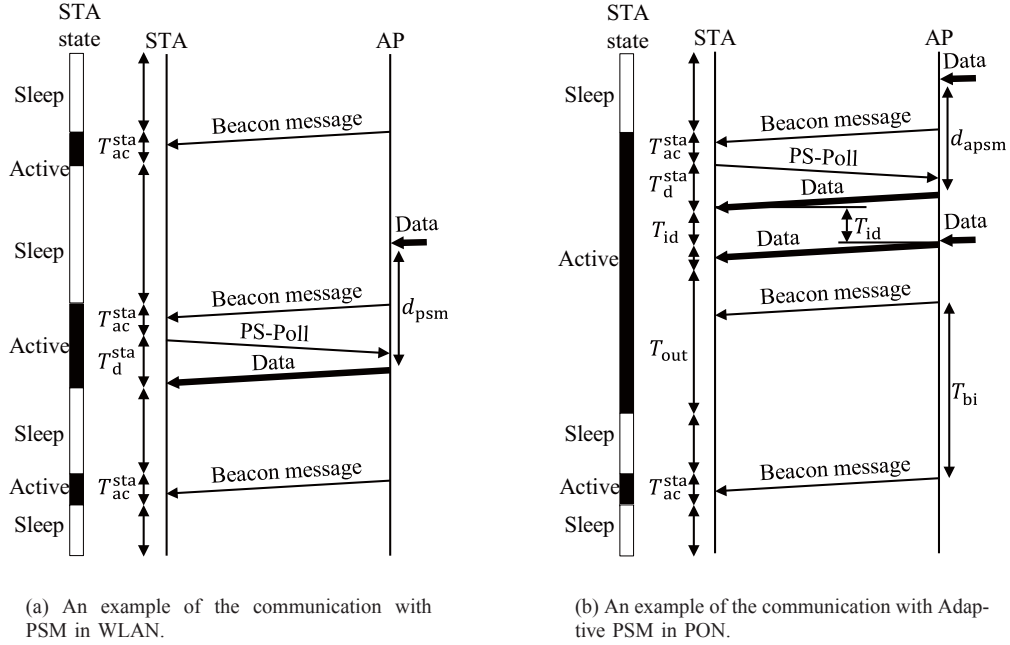 STA
state
STA
AP
Sleep
Beacon message
T_ac^sta
Active
Sleep
Data
d_psm
Beacon message
T_ac^sta
PS-Poll
Active
T_d^sta
Data
Sleep
Beacon message
Active
T_ac^sta
Sleep
(a) An example of the communication with
PSM in WLAN.
STA
state
STA
AP
Data
Sleep
Beacon message
d_apsm
T_ac^sta
PS-Poll
T_d^sta
Data
T_id
T_id
Data
Data
Active
Beacon message
T_out
T_bi
Sleep
Beacon message
Active
T_ac^sta
Sleep
(b) An example of the communication with Adap-
tive PSM in PON.